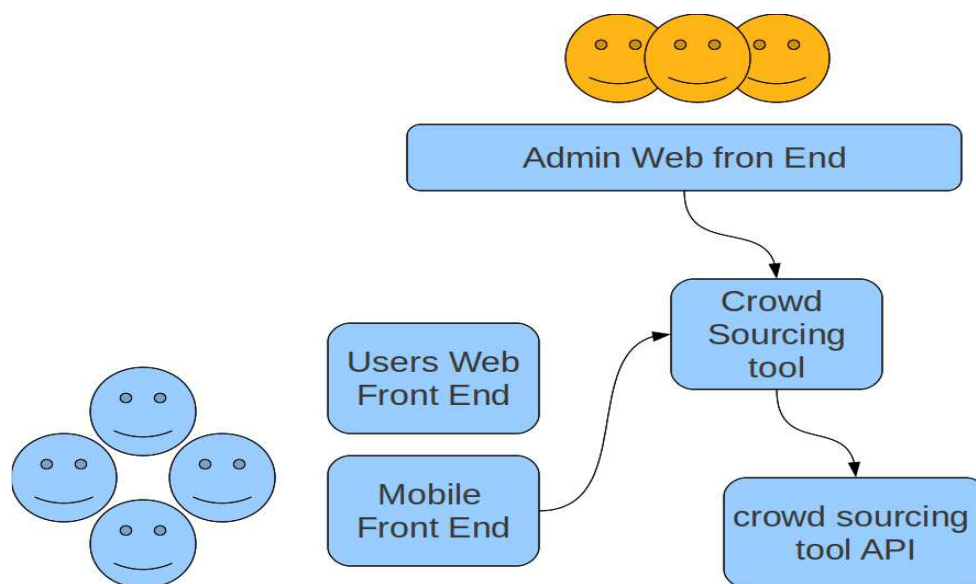 Admin Web fron End
Crowd
Sourcing
tool
Users Web
Front End
Mobile
Front End
crowd sourcing
tool API